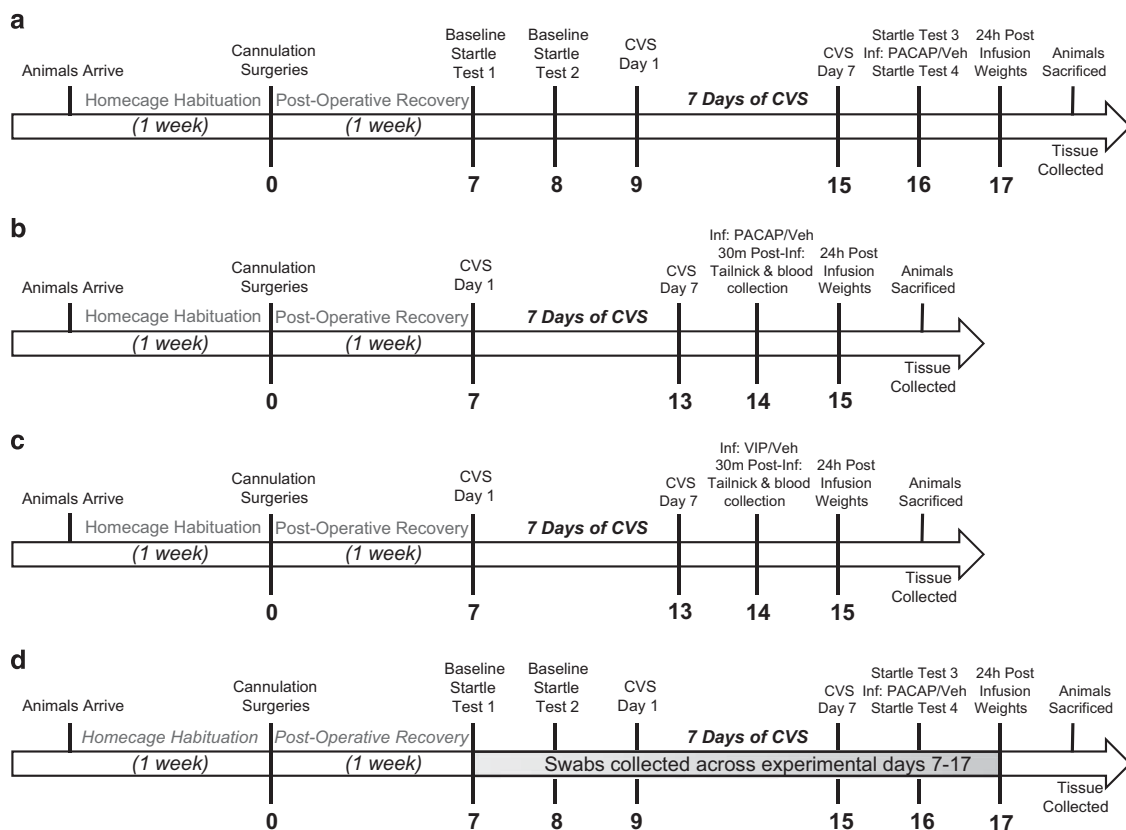 a
Animals Arrive
Cannulation
Surgeries
Baseline
Startle
Test 1
Baseline
Startle
Test 2
CVS
Day 1
CVS
Day 7
Startle Test 3
Inf: PACAP/Veh
Startle Test 4
24h Post
Infusion
Weights
Animals
Sacrificed
Homecage Habituation
Post-Operative Recovery
7 Days of CVS
(1 week)
(1 week)
Tissue
Collected
0
7
8
9
15
16
17
b
Animals Arrive
Cannulation
Surgeries
CVS
Day 1
CVS
Day 7
Inf: PACAP/Veh
30m Post-Inf:
Tailnick & blood
collection
24h Post
Infusion
Weights
Animals
Sacrificed
Homecage Habituation
Post-Operative Recovery
7 Days of CVS
(1 week)
(1 week)
Tissue
Collected
0
7
13
14
15
c
Animals Arrive
Cannulation
Surgeries
CVS
Day 1
CVS
Day 7
Inf: VIP/Veh
30m Post-Inf:
Tailnick & blood
collection
24h Post
Infusion
Weights
Animals
Sacrificed
Homecage Habituation
Post-Operative Recovery
7 Days of CVS
(1 week)
(1 week)
Tissue
Collected
0
7
13
14
15
d
Animals Arrive
Cannulation
Surgeries
Baseline
Startle
Test 1
Baseline
Startle
Test 2
CVS
Day 1
CVS
Day 7
Startle Test 3
Inf: PACAP/Veh
Startle Test 4
24h Post
Infusion
Weights
Animals
Sacrificed
Homecage Habituation
Post-Operative Recovery
7 Days of CVS
(1 week)
(1 week)
Swabs collected across experimental days 7-17
Tissue
Collected
0
7
8
9
15
16
17